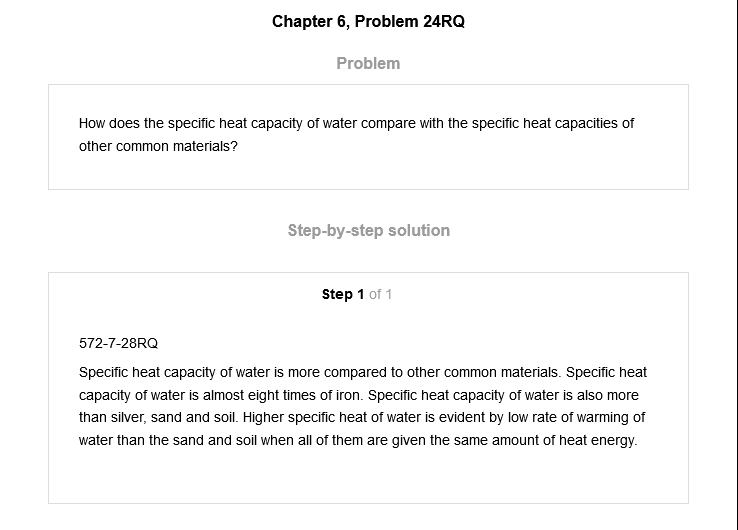 Chapter 6, Problem 24RQ
Problem
How does the specific heat capacity of water compare with the specific heat capacities of
other common materials?
Step-by-step solution
Step 1 of 1
572-7-28RQ
Specific heat capacity of water is more compared to other common materials. Specific heat
capacity of water is almost eight times of iron. Specific heat capacity of water is also more
than silver, sand and soil. Higher specific heat of water is evident by low rate of warming of
water than the sand and soil when all of them are given the same amount of heat energy.